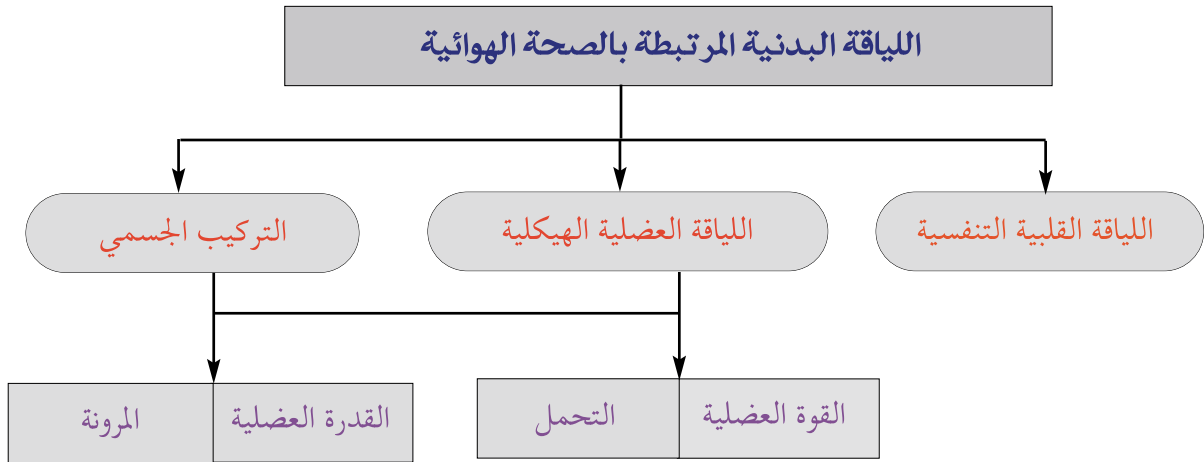 اللياقة البدنية المرتبطة بالصحة الهوائية
اللياقة القلبية التنفسية
اللياقة العضلية الهيكلية
التركيب الجسمي
القوة العضلية
التحمل
القدرة العضلية
المرونة